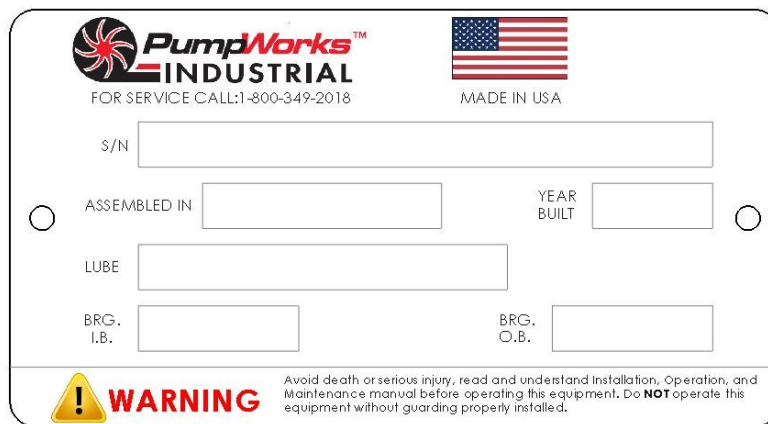 PumpWorks™
INDUSTRIAL
FOR SERVICE CALL:1-800-349-2018
MADE IN USA
S/N
ASSEMBLED IN
YEAR
BUILT
LUBE
BRG.
I.B.
BRG.
O.B.
WARNING
Avoid death or serious injury, read and understand Installation, Operation, and
Maintenance manual before operating this equipment. Do NOT operate this
equipment without guarding properly installed.